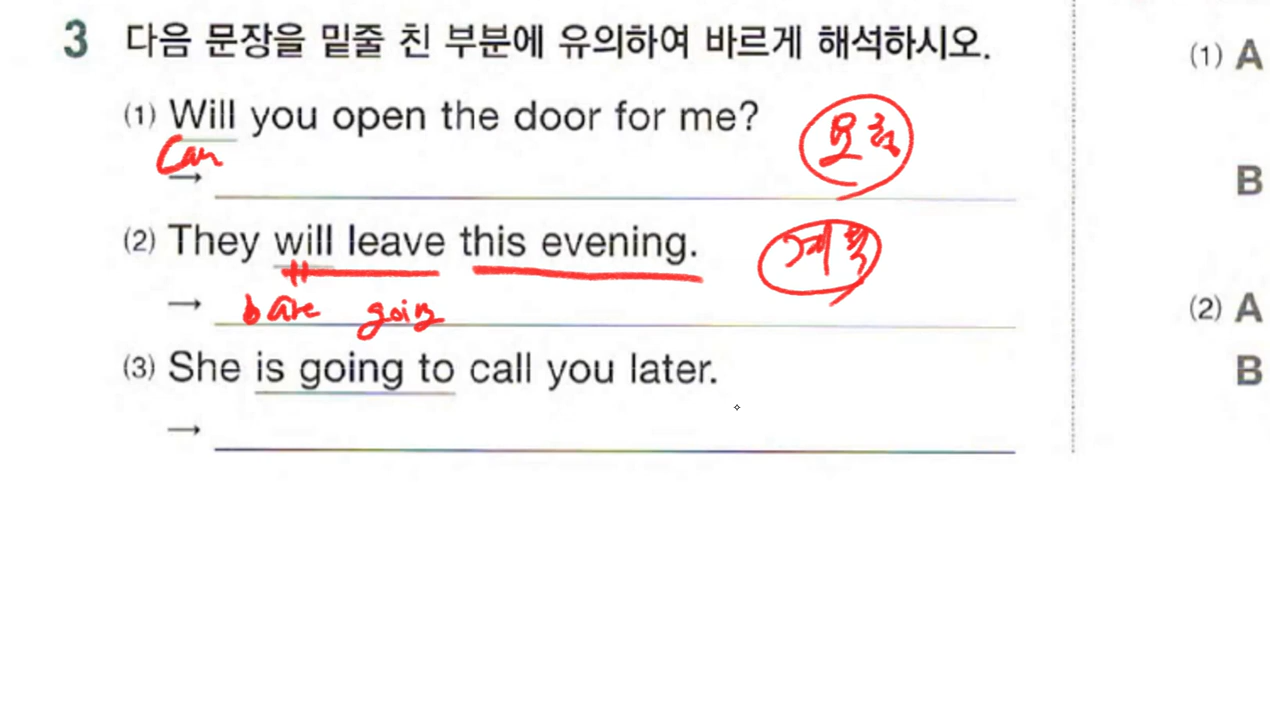 3 다음 문장을 밑줄 친 부분에 유의하여 바르게 해석하시오.
(1) Will you open the door for me? 요청
Can
→
(2) They will leave this evening. 계획
→ b are going
(3) She is going to call you later.
→
(1) A
B
(2) A
B